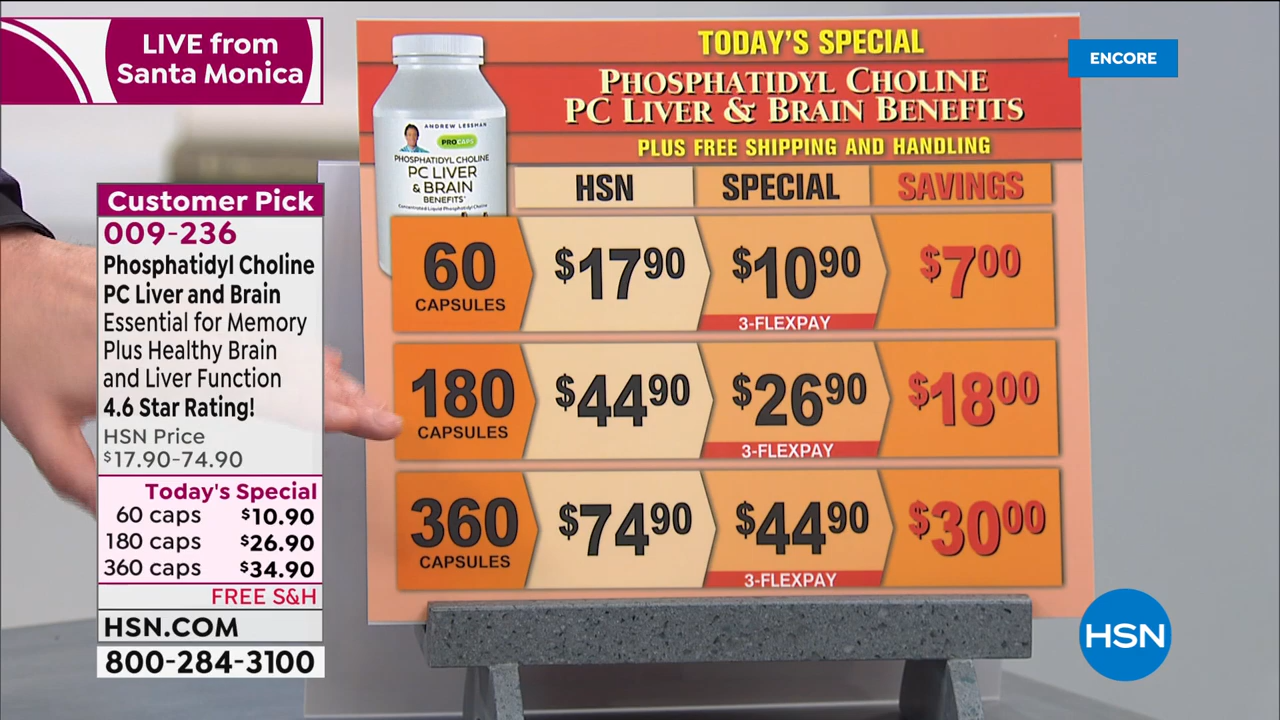 LIVE from
Santa Monica
ENCORE
Customer Pick
009-236
Phosphatidyl Choline
PC Liver and Brain
Essential for Memory
Plus Healthy Brain
and Liver Function
4.6 Star Rating!
HSN Price
$17.90-74.90
Today's Special
60 caps $10.90
180 caps $26.90
360 caps $34.90
FREE S&H
HSN.COM
800-284-3100
TODAY'S SPECIAL
PHOSPHATIDYL CHOLINE
PC LIVER & BRAIN BENEFITS
PLUS FREE SHIPPING AND HANDLING
ANDREW LESSMAN
PROCAPS
PHOSPHATIDYL CHOLINE
PC LIVER
& BRAIN
BENEFITS*
Concentrated Liquid Phosphatidyl Choline
HSN SPECIAL SAVINGS
60 CAPSULES $17.90 $10.90 $7.00
3-FLEXPAY
180 CAPSULES $44.90 $26.90 $18.00
3-FLEXPAY
360 CAPSULES $74.90 $44.90 $30.00
3-FLEXPAY
HSN